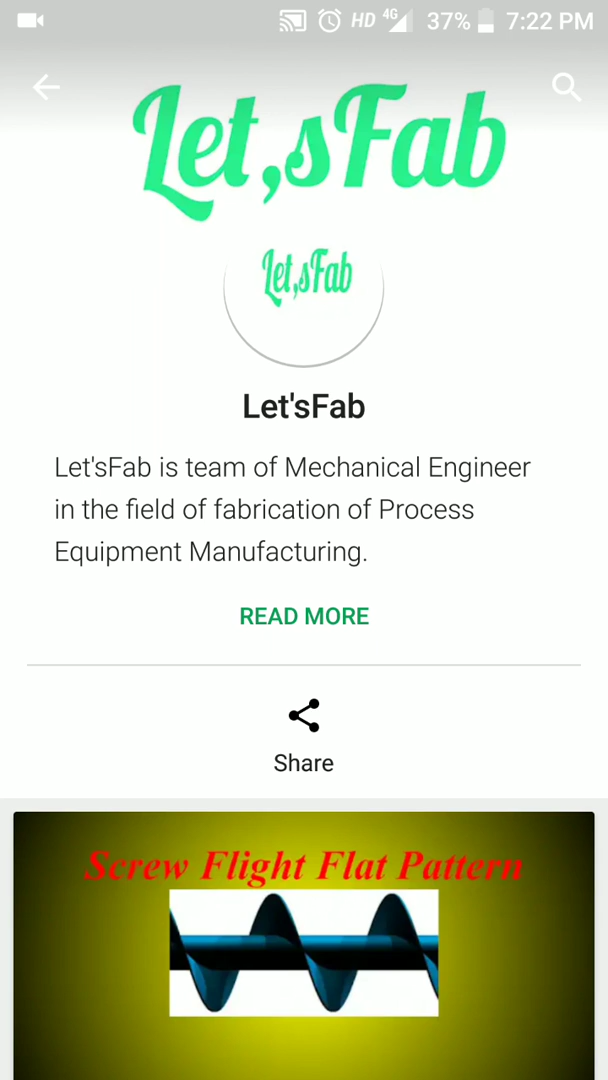 HD 4G 37% 7:22 PM
Let,sFab
Let,sFab
Let'sFab
Let'sFab is team of Mechanical Engineer
in the field of fabrication of Process
Equipment Manufacturing.
READ MORE
Share
Screw Flight Flat Pattern